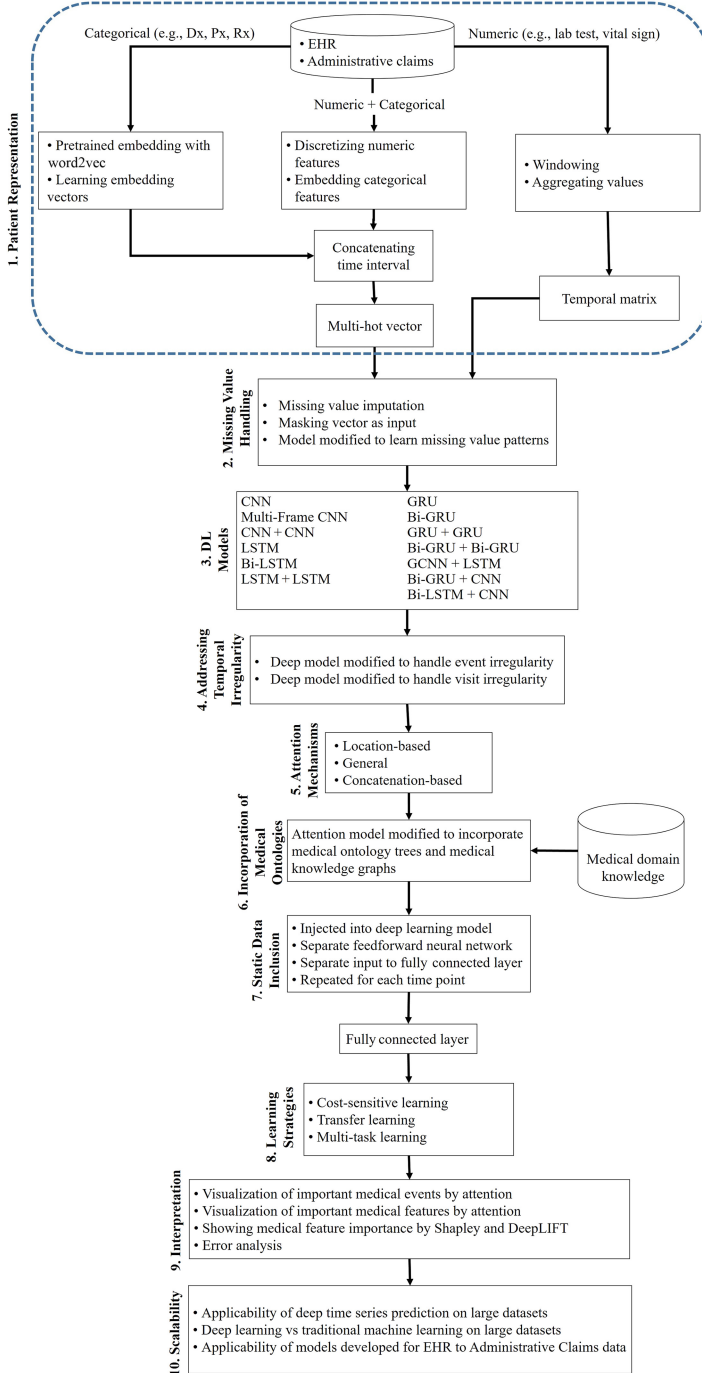 Categorical (e.g., Dx, Px, Rx)
• EHR
• Administrative claims
Numeric (e.g., lab test, vital sign)
Numeric + Categorical
1. Patient Representation
• Pretrained embedding with
word2vec
• Learning embedding
vectors
• Discretizing numeric
features
• Embedding categorical
features
• Windowing
• Aggregating values
Concatenating
time interval
Temporal matrix
Multi-hot vector
2. Missing Value
Handling
• Missing value imputation
• Masking vector as input
• Model modified to learn missing value patterns
3. DL
Models
CNN
Multi-Frame CNN
CNN + CNN
LSTM
Bi-LSTM
LSTM + LSTM
GRU
Bi-GRU
GRU + GRU
Bi-GRU + Bi-GRU
GCNN + LSTM
Bi-GRU + CNN
Bi-LSTM + CNN
4. Addressing
Temporal
Irregularity
• Deep model modified to handle event irregularity
• Deep model modified to handle visit irregularity
5. Attention
Mechanisms
• Location-based
• General
• Concatenation-based
6. Incorporation of
Medical
Ontologies
Attention model modified to incorporate
medical ontology trees and medical
knowledge graphs
Medical domain
knowledge
7. Static Data
Inclusion
• Injected into deep learning model
• Separate feedforward neural network
• Separate input to fully connected layer
• Repeated for each time point
Fully connected layer
8. Learning
Strategies
• Cost-sensitive learning
• Transfer learning
• Multi-task learning
9. Interpretation
• Visualization of important medical events by attention
• Visualization of important medical features by attention
• Showing medical feature importance by Shapley and DeepLIFT
• Error analysis
10. Scalability
• Applicability of deep time series prediction on large datasets
• Deep learning vs traditional machine learning on large datasets
• Applicability of models developed for EHR to Administrative Claims data